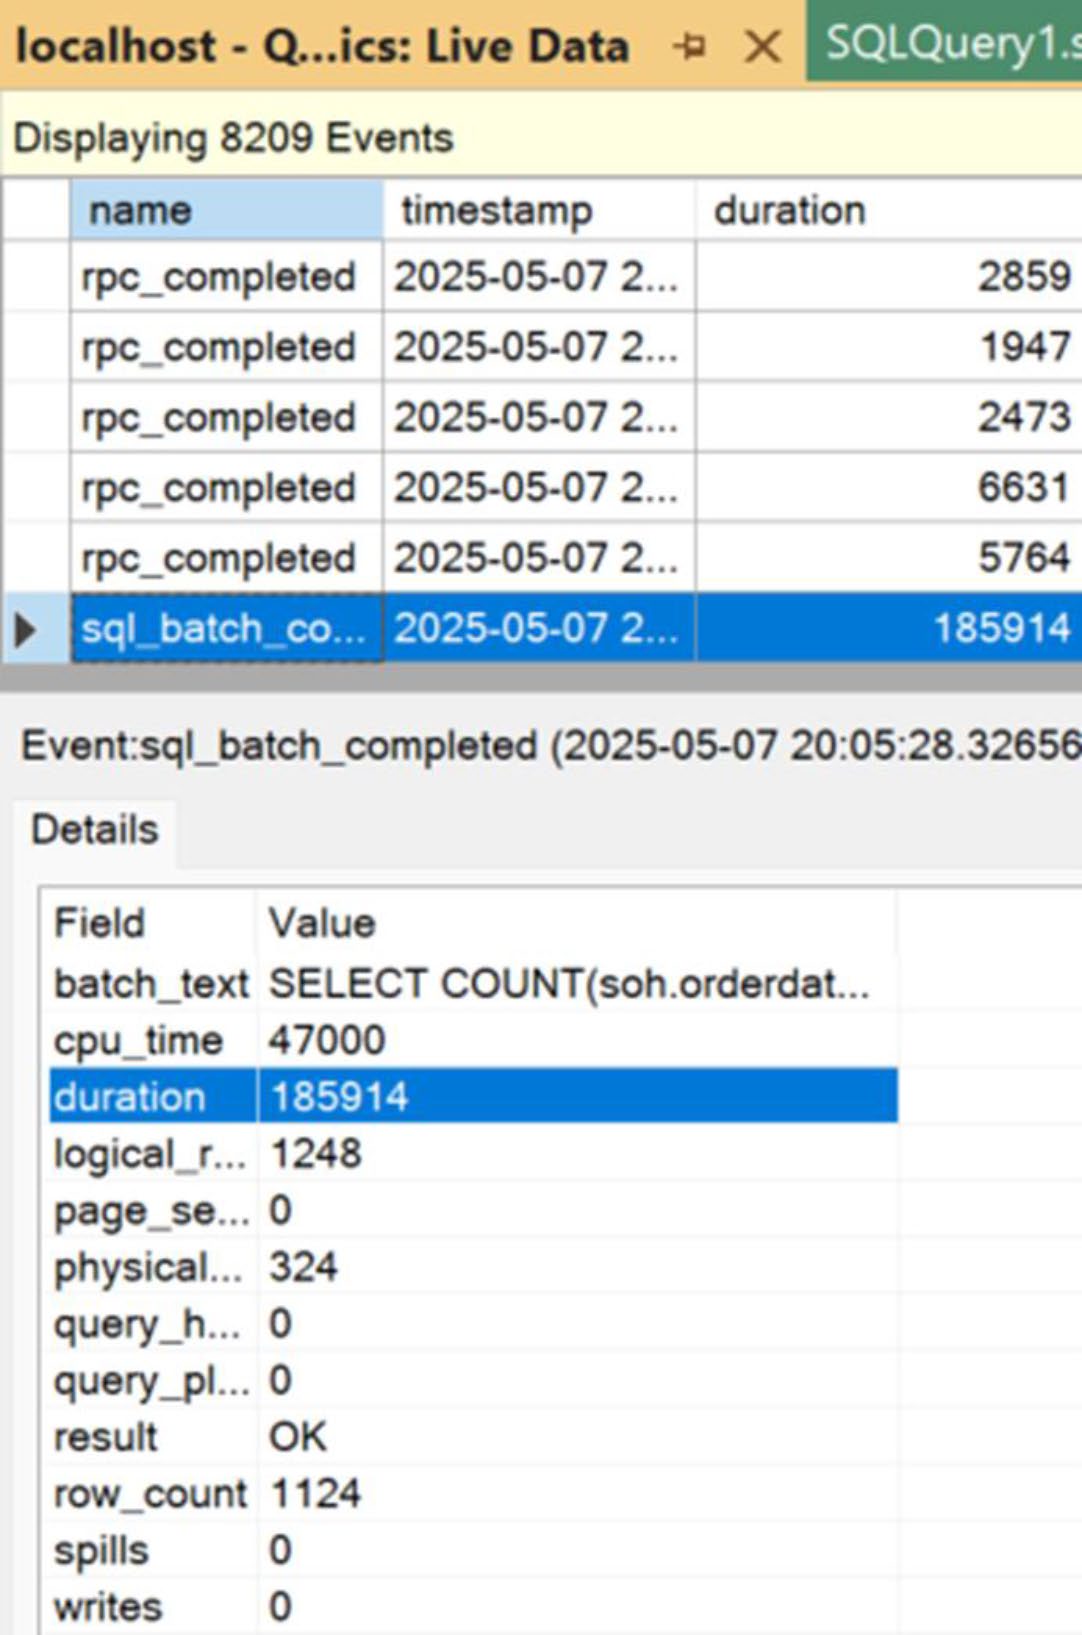 localhost - Q...ics: Live Data SQLQuery1.s
Displaying 8209 Events
name timestamp duration
rpc_completed 2025-05-07 2... 2859
rpc_completed 2025-05-07 2... 1947
rpc_completed 2025-05-07 2... 2473
rpc_completed 2025-05-07 2... 6631
rpc_completed 2025-05-07 2... 5764
sql_batch_co... 2025-05-07 2... 185914
Event:sql_batch_completed (2025-05-07 20:05:28.32656
Details
Field Value
batch_text SELECT COUNT(soh.orderdat...
cpu_time 47000
duration 185914
logical_r... 1248
page_se... 0
physical... 324
query_h... 0
query_pl... 0
result OK
row_count 1124
spills 0
writes 0